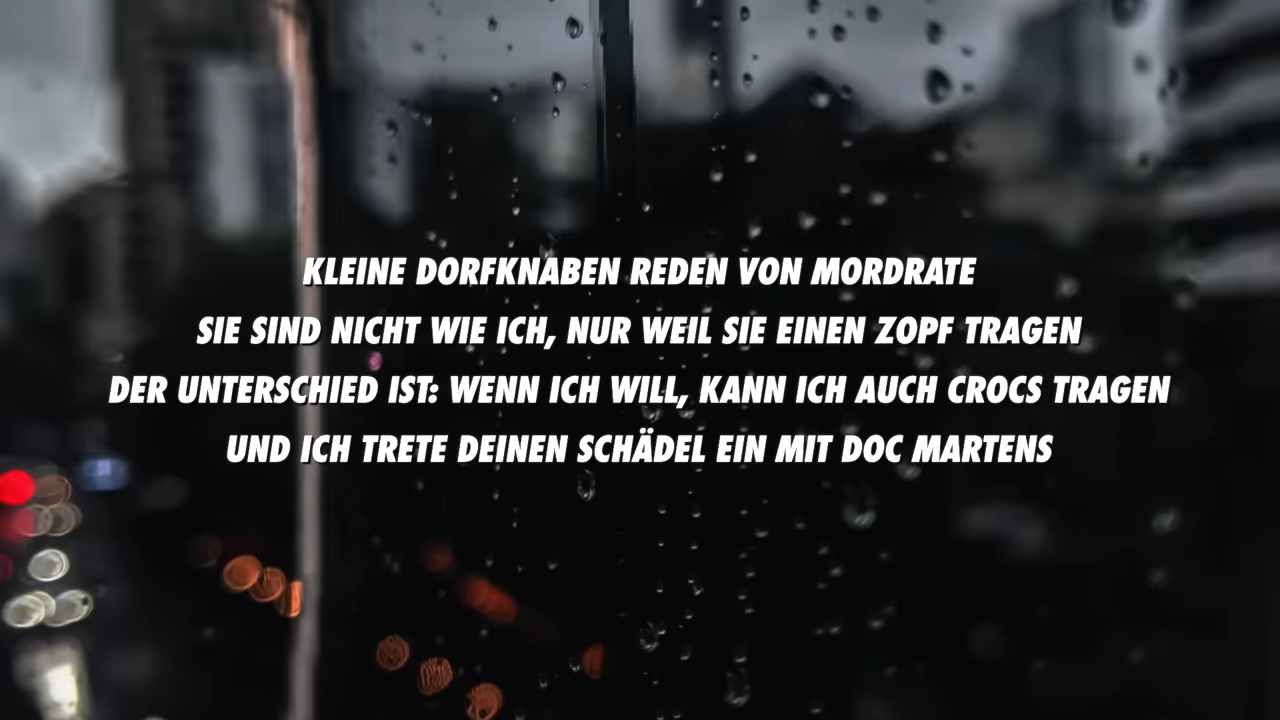 KLEINE DORFKNABEN REDEN VON MORDRATE
SIE SIND NICHT WIE ICH, NUR WEIL SIE EINEN ZOPF TRAGEN
DER UNTERSCHIED IST: WENN ICH WILL, KANN ICH AUCH CROCS TRAGEN
UND ICH TRETE DEINEN SCHÄDEL EIN MIT DOC MARTENS